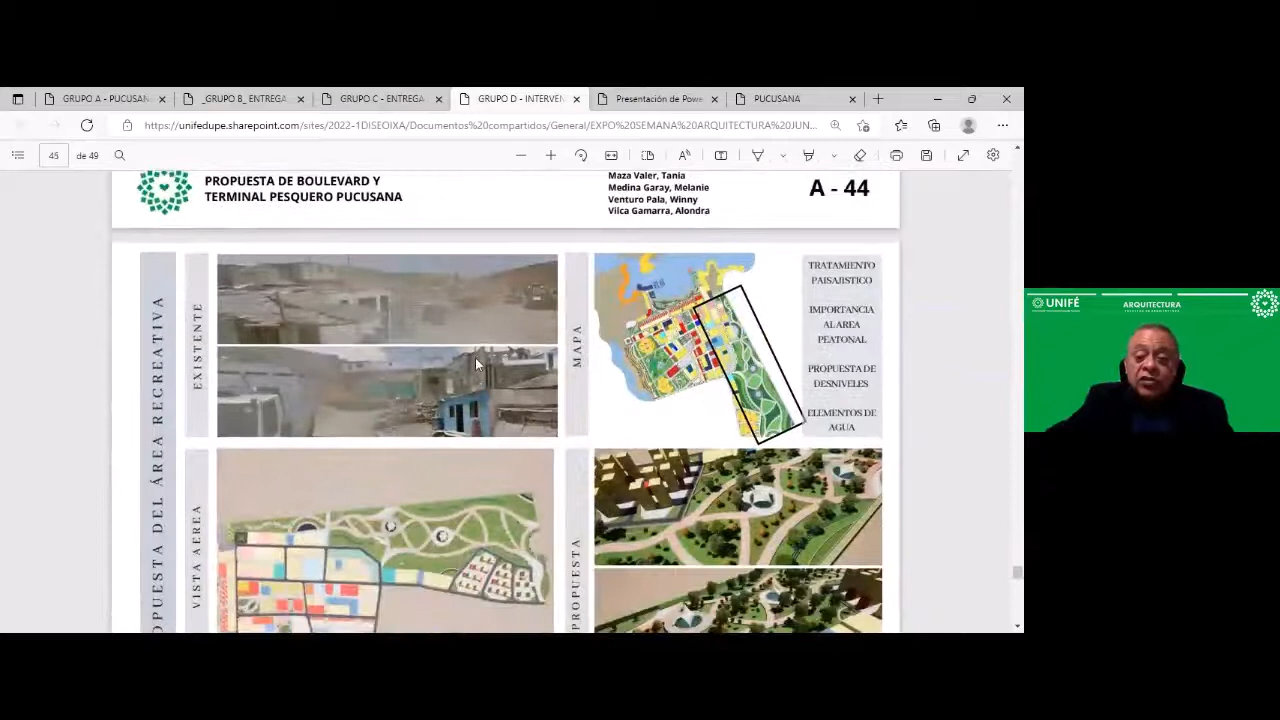 GRUPO A - PUCUSAN
_GRUPO B_ ENTREGA
GRUPO C - ENTREGA
GRUPO D - INTERVEN
Presentación de Powe
PUCUSANA
https://unifedupe.sharepoint.com/sites/2022-1DISEOIXA/Documentos%20compartidos/General/EXPO%20SEMANA%20ARQUITECTURA%20JUN...
45 de 49
PROPUESTA DE BOULEVARD Y
TERMINAL PESQUERO PUCUSANA
Maza Valer, Tania
Medina Garay, Melanie
Venturo Pala, Winny
Vilca Gamarra, Alondra
A - 44
OPUESTA DEL ÁREA RECREATIVA
EXISTENTE
MAPA
TRATAMIENTO
PAISAJISTICO
IMPORTANCIA
AL AREA
PEATONAL
PROPUESTA DE
DESNIVELES
ELEMENTOS DE
AGUA
VISTA AEREA
PROPUESTA
UNIFÉ
ARQUITECTURA